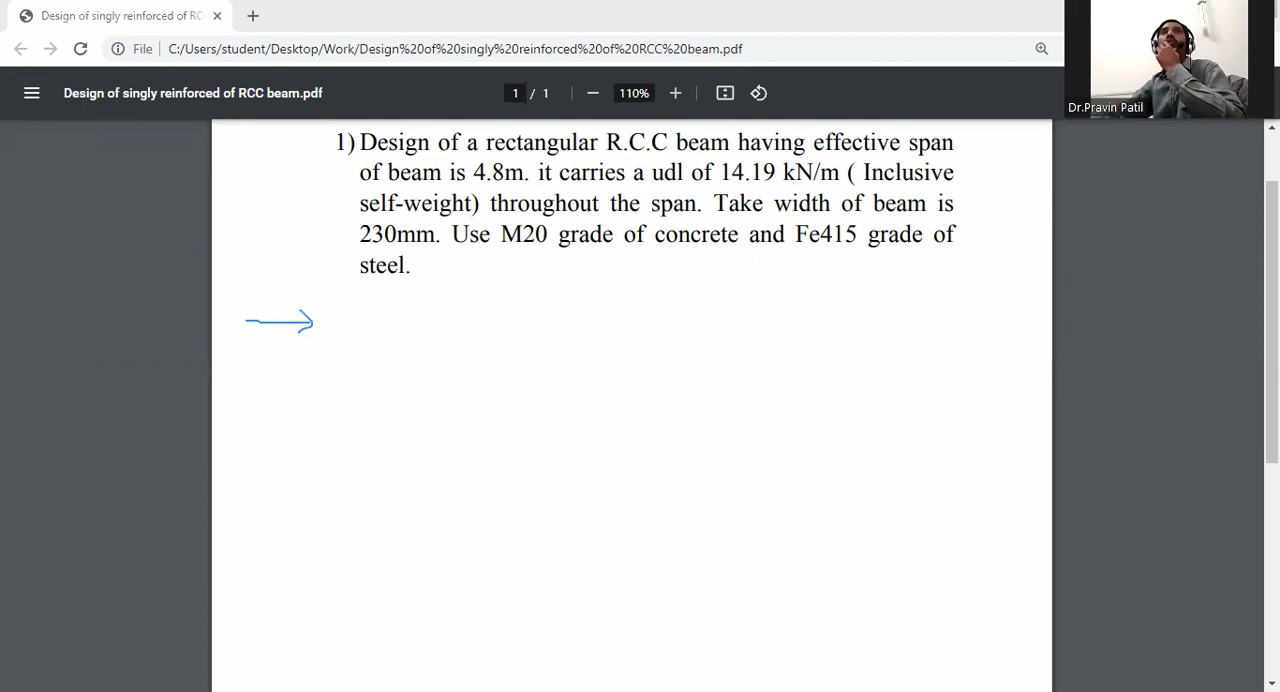 Design of singly reinforced of RC
File
C:/Users/student/Desktop/Work/Design%20of%20singly%20reinforced%20of%20RCC%20beam.pdf
Design of singly reinforced of RCC beam.pdf
1 / 1
110%
Dr.Pravin Patil
1) Design of a rectangular R.C.C beam having effective span
of beam is 4.8m. it carries a udl of 14.19 kN/m ( Inclusive
self-weight) throughout the span. Take width of beam is
230mm. Use M20 grade of concrete and Fe415 grade of
steel.